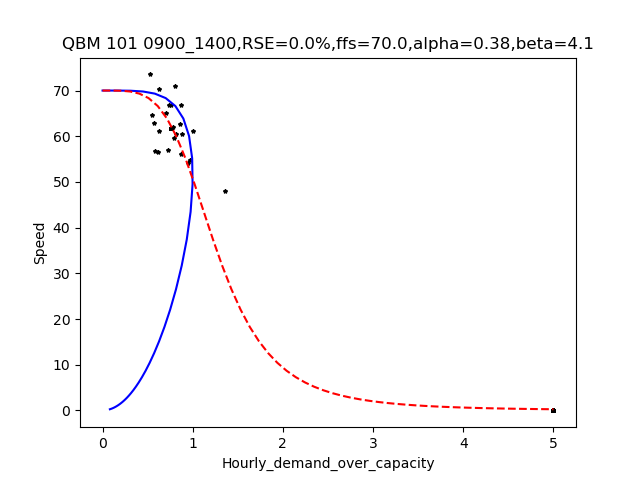 QBM 101 0900_1400,RSE=0.0%,ffs=70.0,alpha=0.38,beta=4.1
70
60
50
40
30
20
10
0
Speed
0 1 2 3 4 5
Hourly_demand_over_capacity